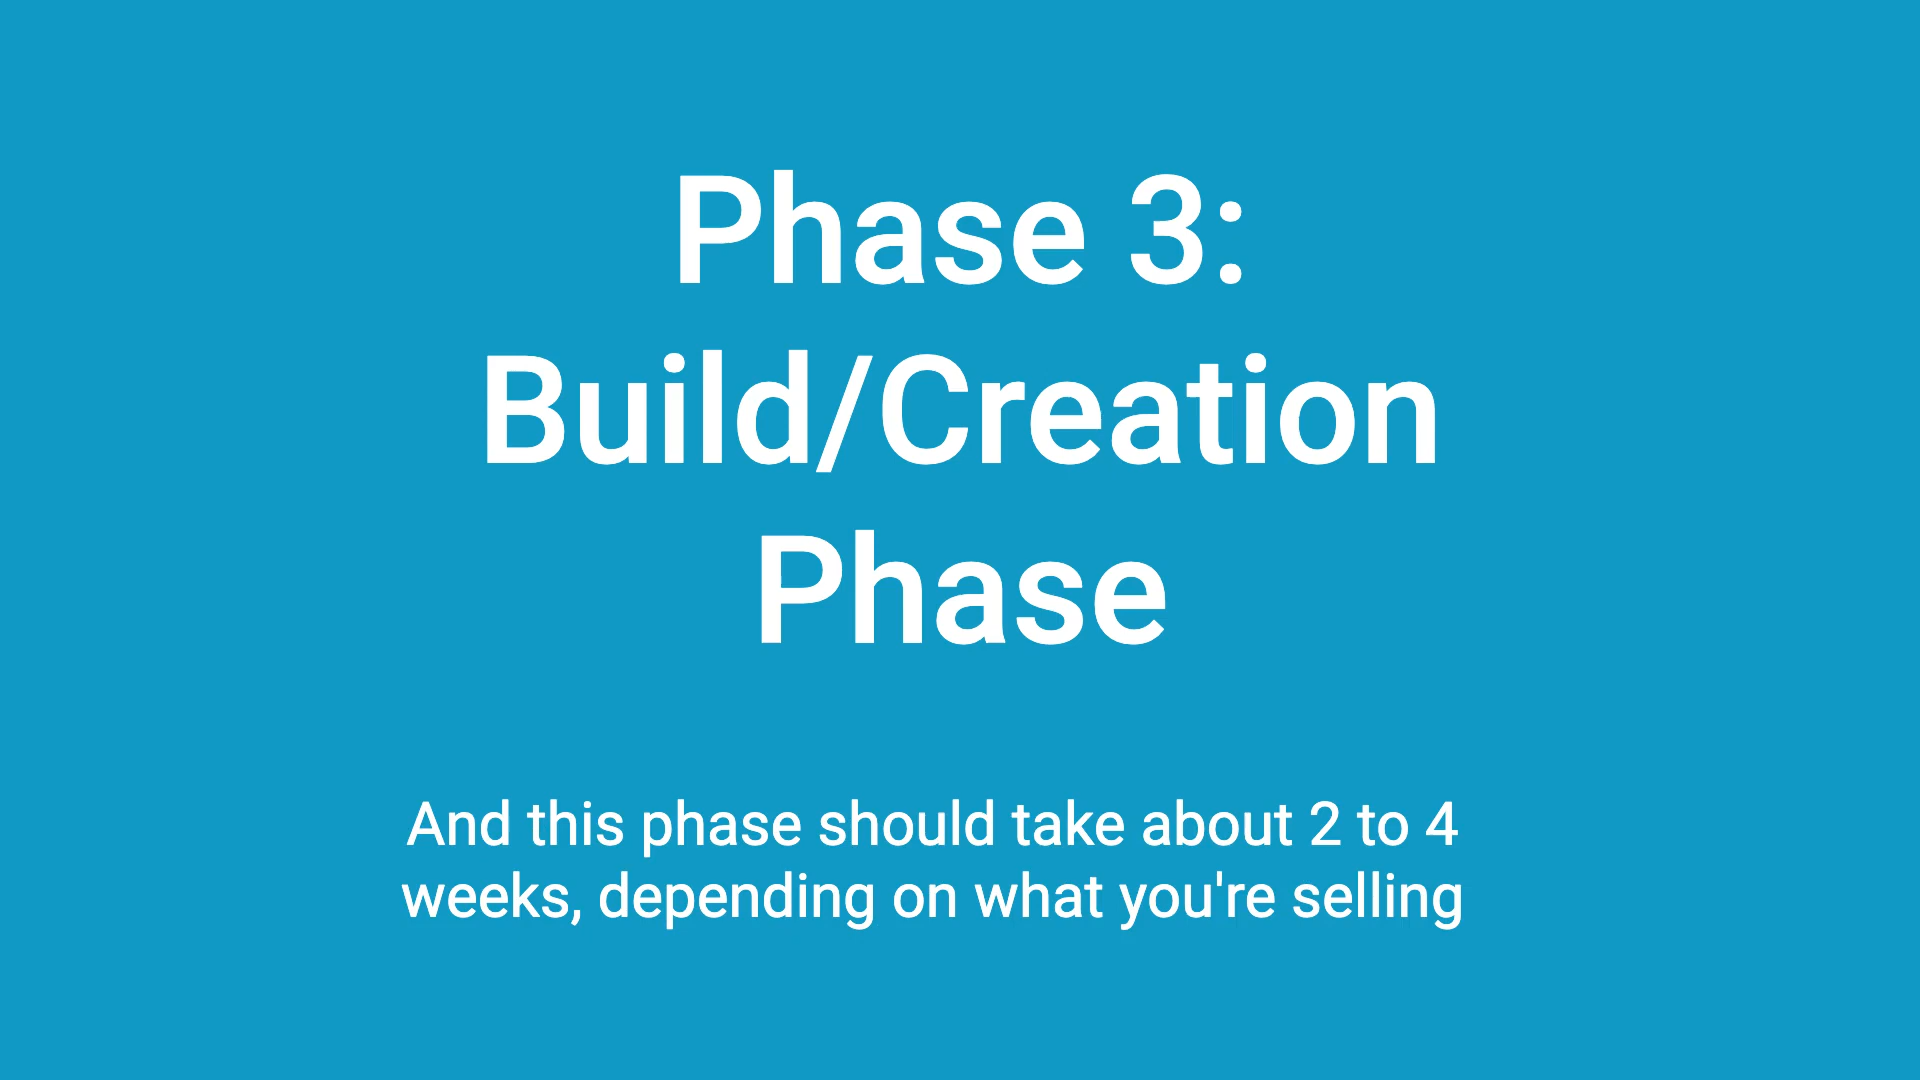 Phase 3:
Build/Creation
Phase
And this phase should take about 2 to 4
weeks, depending on what you're selling